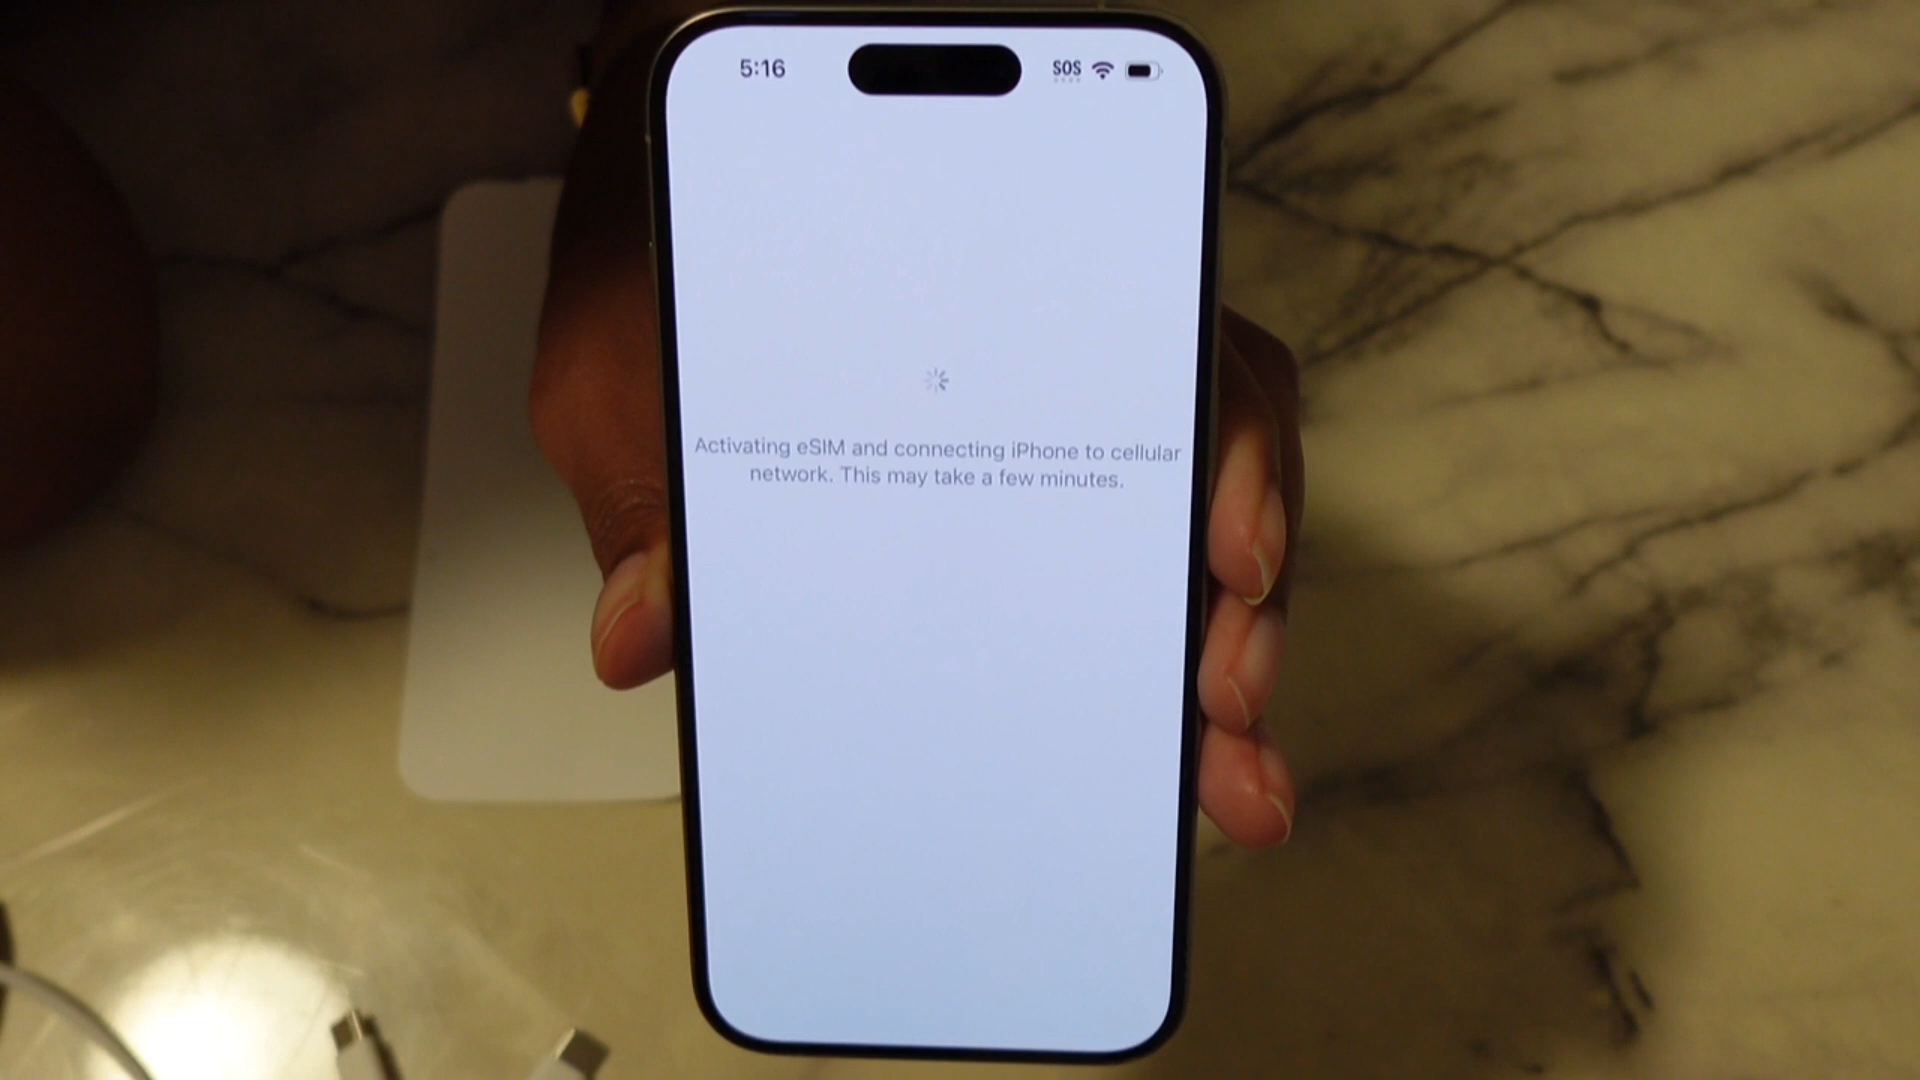 5:16 SOS
Activating eSIM and connecting iPhone to cellular
network. This may take a few minutes.